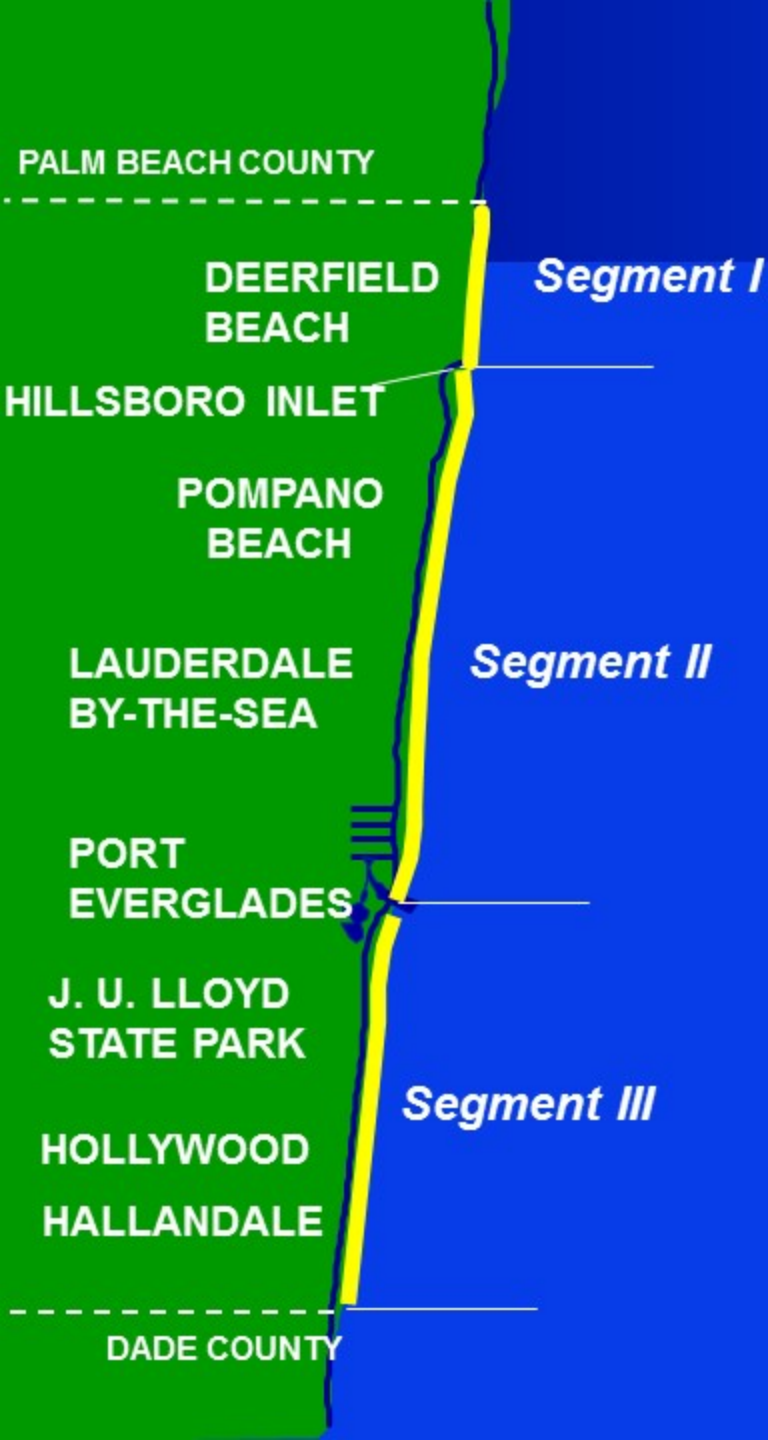 PALM BEACH COUNTY
DEERFIELD
BEACH
Segment I
HILLSBORO INLET
POMPANO
BEACH
LAUDERDALE
BY-THE-SEA
Segment II
PORT
EVERGLADES
J. U. LLOYD
STATE PARK
Segment III
HOLLYWOOD
HALLANDALE
DADE COUNTY